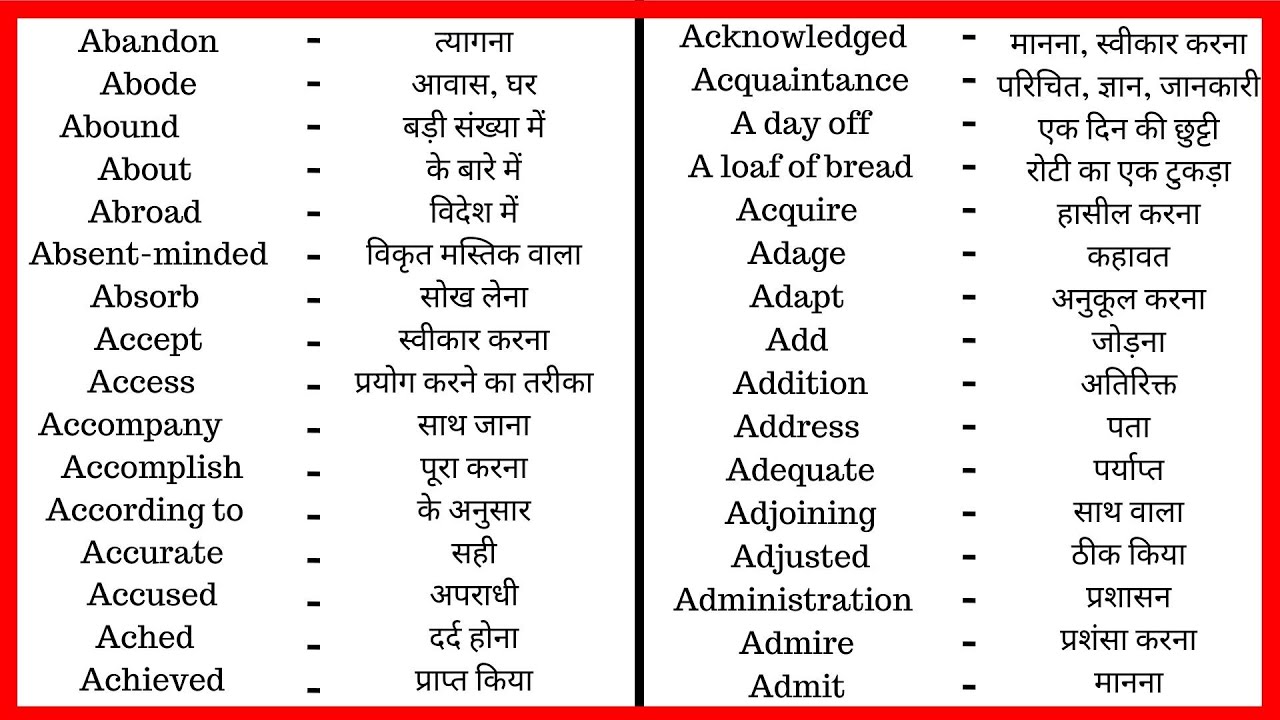 Abandon - त्यागना
Abode - आवास, घर
Abound - बड़ी संख्या में
About - के बारे में
Abroad - विदेश में
Absent-minded - विकृत मस्तिक वाला
Absorb - सोख लेना
Accept - स्वीकार करना
Access - प्रयोग करने का तरीका
Accompany - साथ जाना
Accomplish - पूरा करना
According to - के अनुसार
Accurate - सही
Accused - अपराधी
Ached - दर्द होना
Achieved - प्राप्त किया
Acknowledged - मानना, स्वीकार करना
Acquaintance - परिचित, ज्ञान, जानकारी
A day off - एक दिन की छुट्टी
A loaf of bread - रोटी का एक टुकड़ा
Acquire - हासील करना
Adage - कहावत
Adapt - अनुकूल करना
Add - जोड़ना
Addition - अतिरिक्त
Address - पता
Adequate - पर्याप्त
Adjoining - साथ वाला
Adjusted - ठीक किया
Administration - प्रशासन
Admire - प्रशंसा करना
Admit - मानना